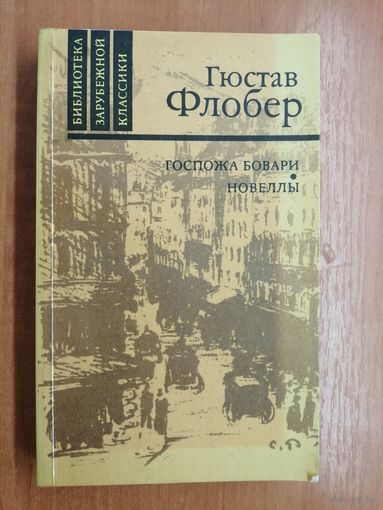 БИБЛИОТЕКА
ЗАРУБЕЖНОЙ
КЛАССИКИ
Гюстав
Флобер
ГОСПОЖА БОВАРИ
•
НОВЕЛЛЫ